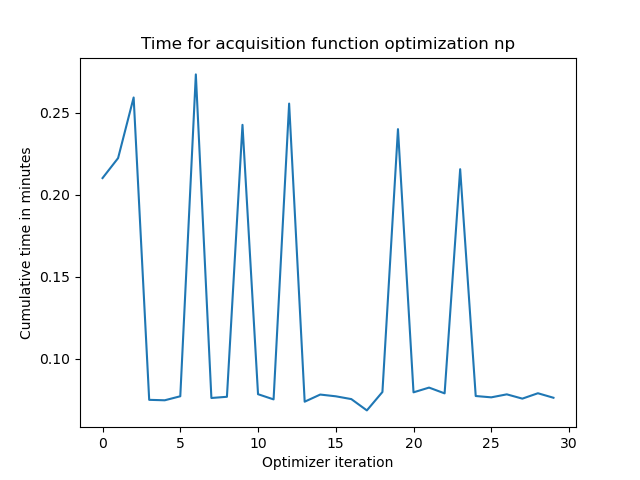 Time for acquisition function optimization np
Cumulative time in minutes
0.25
0.20
0.15
0.10
0 5 10 15 20 25 30
Optimizer iteration